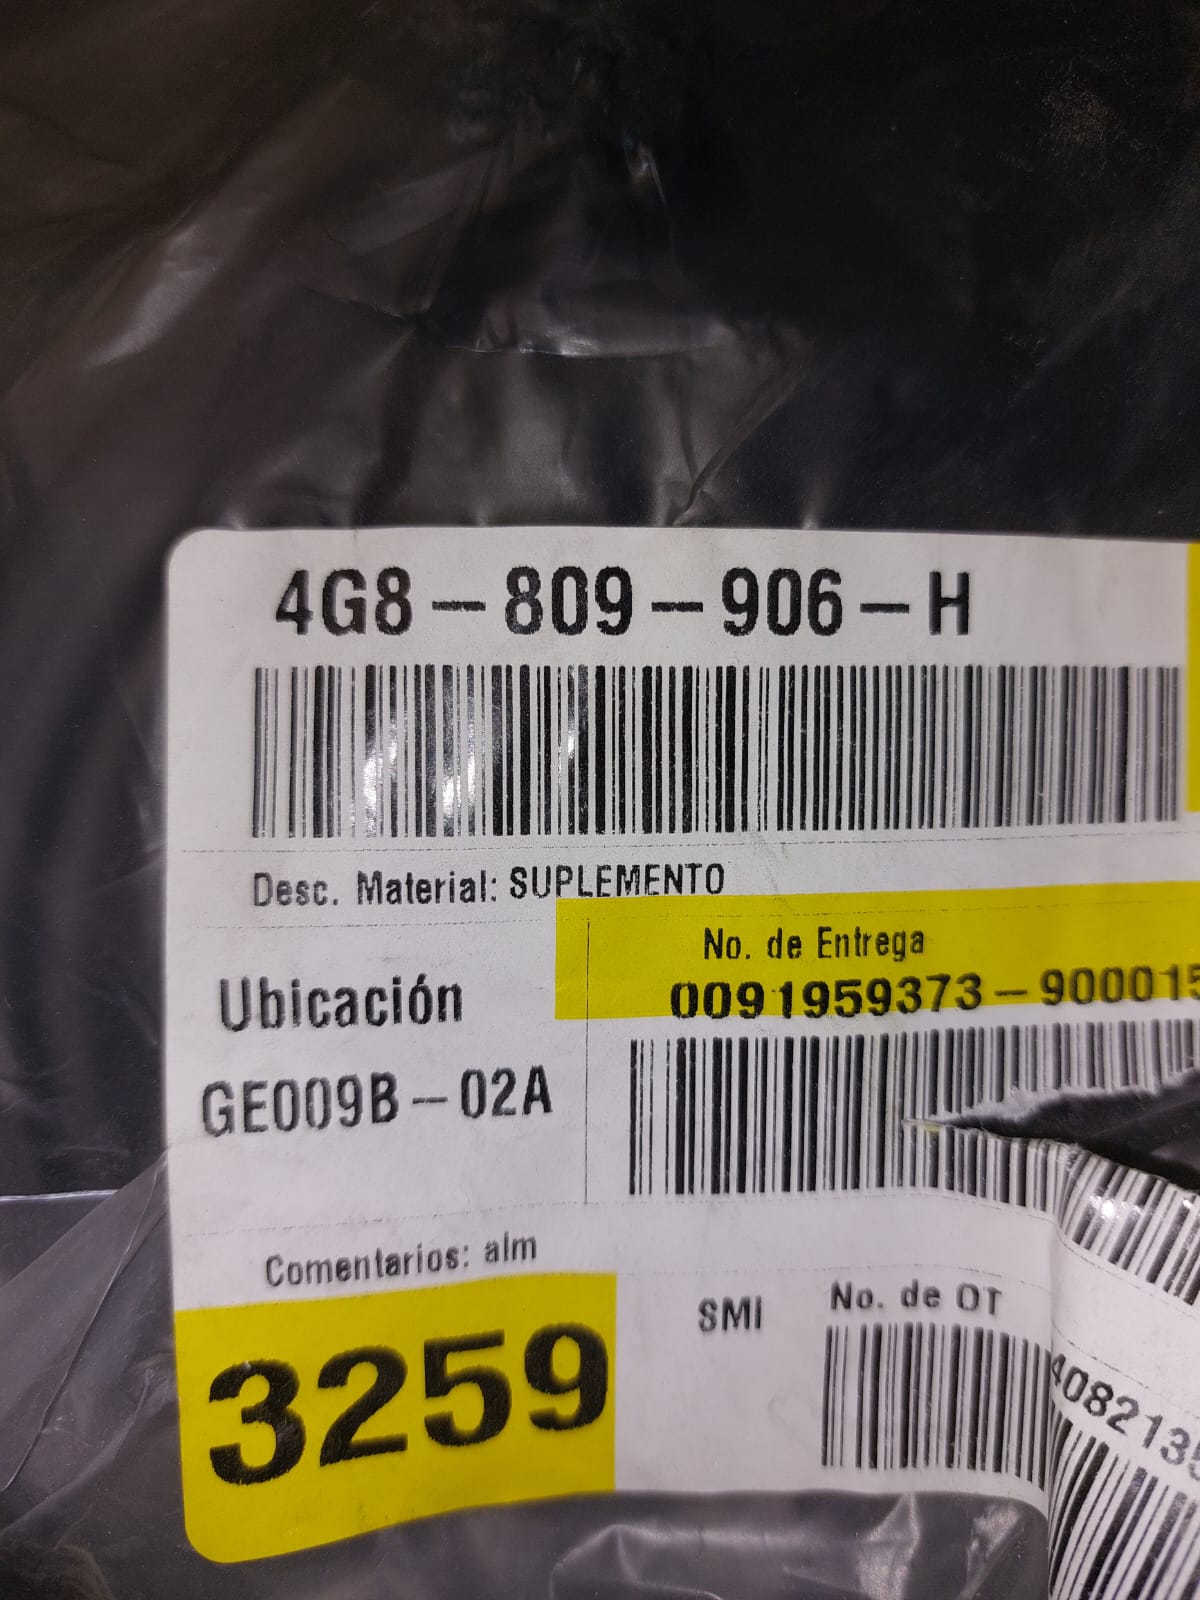 4G8-809-906-H
Desc. Material: SUPLEMENTO
No. de Entrega
0091959373-900015
Ubicación
GE009B-02A
Comentarios: alm
3259
SMI
No. de OT
408213